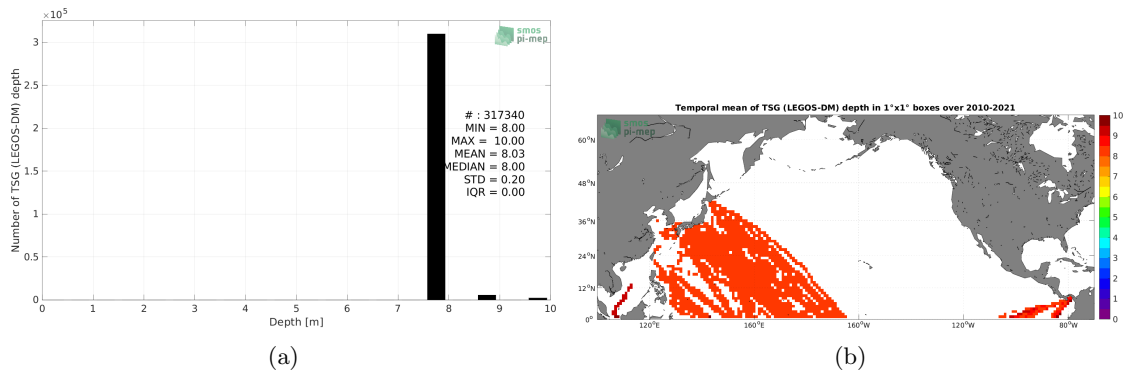 ×10⁵
smos
pi-mep
3
2.5
2
1.5
1
0.5
0
Number of TSG (LEGOS-DM) depth
# : 317340
MIN = 8.00
MAX = 10.00
MEAN = 8.03
MEDIAN = 8.00
STD = 0.20
IQR = 0.00
0 1 2 3 4 5 6 7 8 9 10
Depth [m]
(a)
Temporal mean of TSG (LEGOS-DM) depth in 1°x1° boxes over 2010-2021
smos
pi-mep
60°N
48°N
36°N
24°N
12°N
0°
120°E 160°E 160°W 120°W 80°W
10
9
8
7
6
5
4
3
2
1
0
(b)